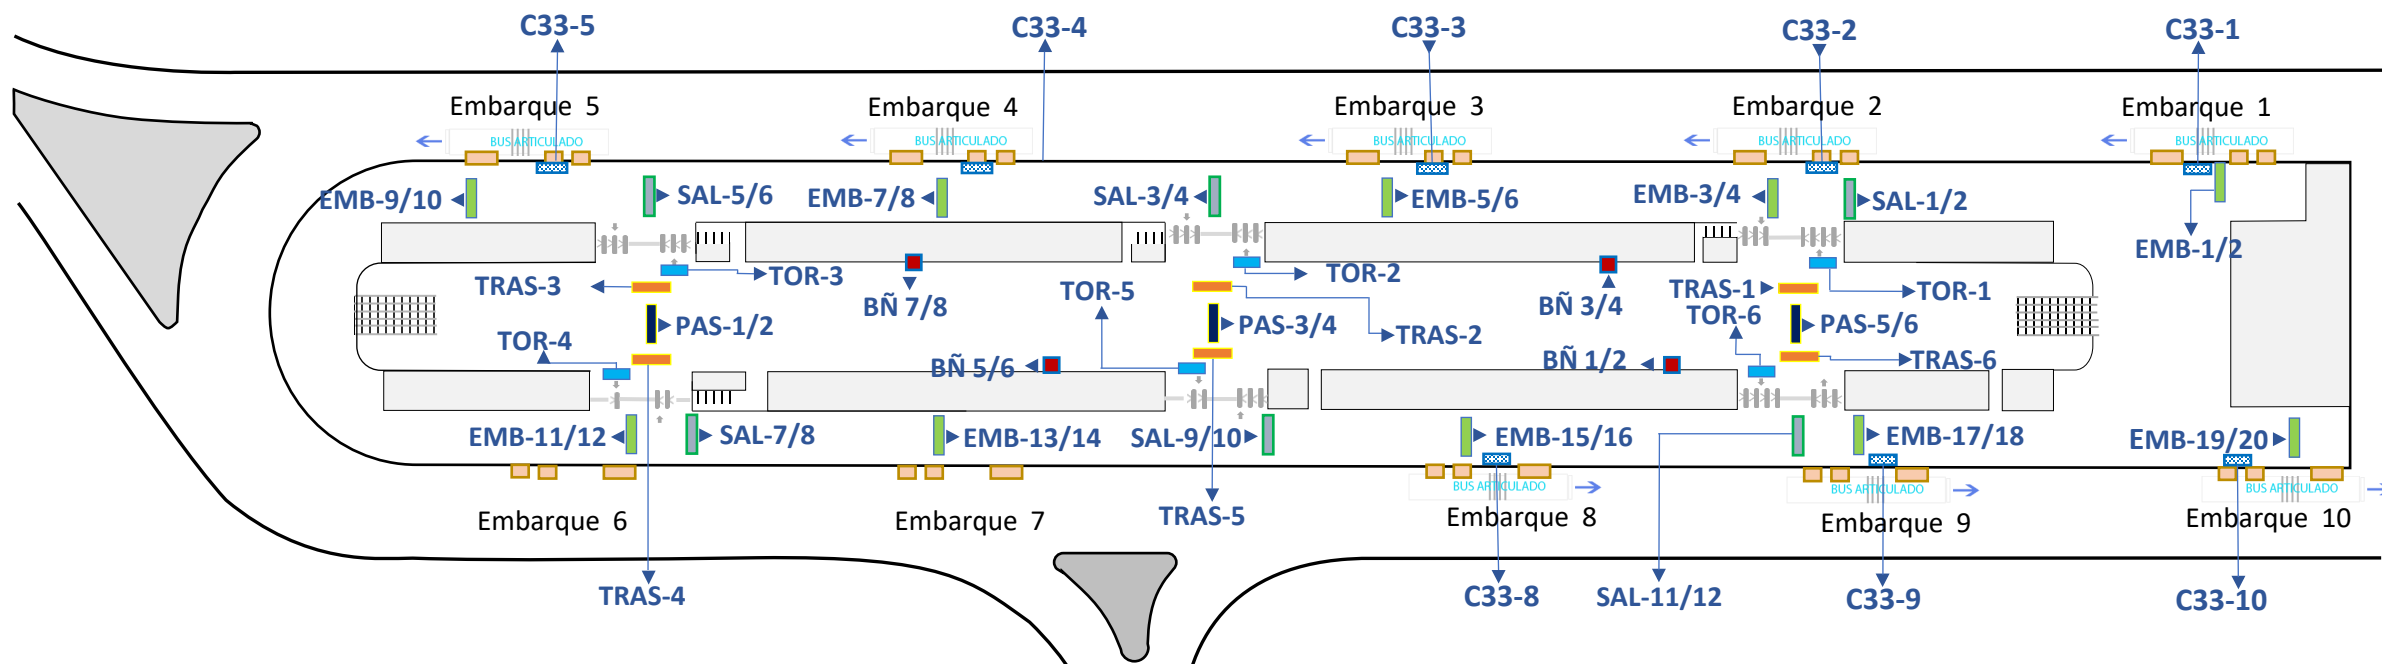 C33-5
C33-4
C33-3
C33-2
C33-1
Embarque 5
Embarque 4
Embarque 3
Embarque 2
Embarque 1
BUS ARTICULADO
BUS ARTICULADO
BUS ARTICULADO
BUS ARTICULADO
BUS ARTICULADO
EMB-9/10
SAL-5/6
EMB-7/8
SAL-3/4
EMB-5/6
EMB-3/4
SAL-1/2
EMB-1/2
TRAS-3
TOR-3
BÑ 7/8
TOR-5
TOR-2
BÑ 3/4
TRAS-1
TOR-1
TOR-6
TOR-4
PAS-1/2
PAS-3/4
TRAS-2
PAS-5/6
BÑ 5/6
BÑ 1/2
TRAS-6
EMB-11/12
SAL-7/8
EMB-13/14
SAL-9/10
EMB-15/16
EMB-17/18
EMB-19/20
BUS ARTICULADO
BUS ARTICULADO
BUS ARTICULADO
Embarque 6
Embarque 7
TRAS-5
Embarque 8
Embarque 9
Embarque 10
TRAS-4
C33-8
SAL-11/12
C33-9
C33-10